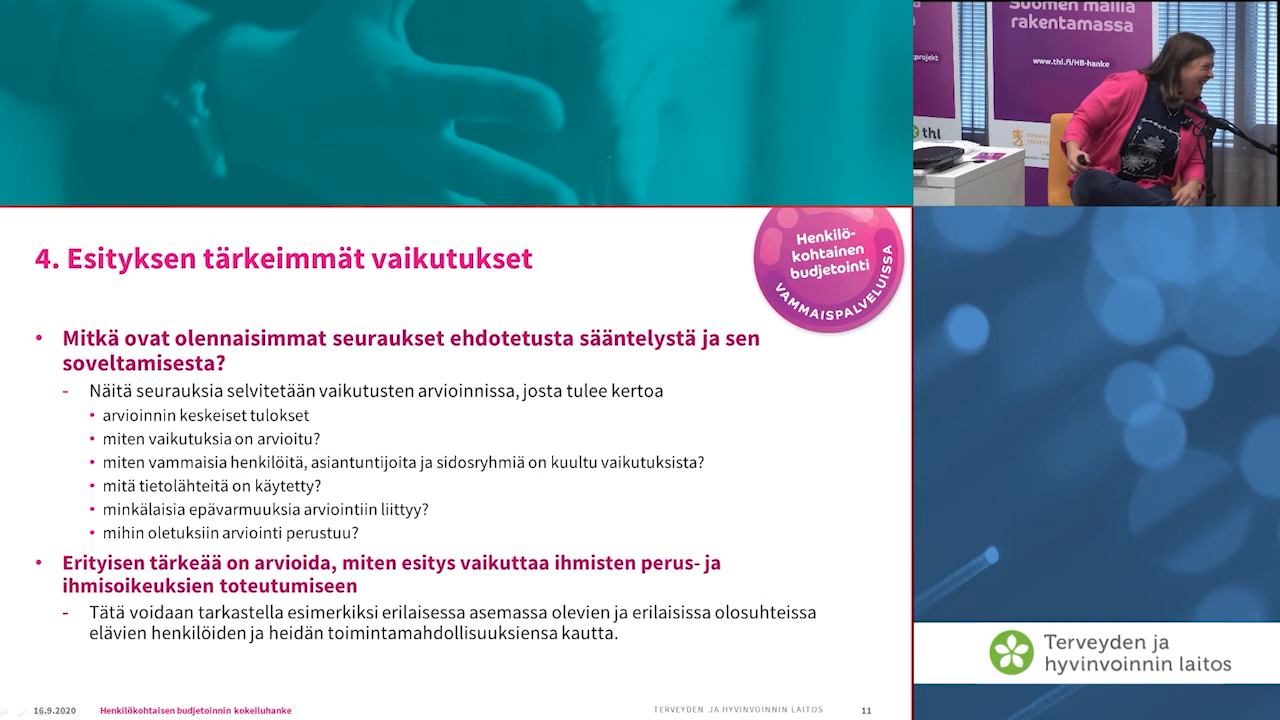 Suomen mallia
rakentamassa
www.thl.fi/HB-hanke
projekt
thl
4. Esityksen tärkeimmät vaikutukset
Henkilö-
kohtainen
budjetointi
VAMMAISPALVELUISSA
• Mitkä ovat olennaisimmat seuraukset ehdotetusta sääntelystä ja sen
soveltamisesta?
- Näitä seurauksia selvitetään vaikutusten arvioinnissa, josta tulee kertoa
• arvioinnin keskeiset tulokset
• miten vaikutuksia on arvioitu?
• miten vammaisia henkilöitä, asiantuntijoita ja sidosryhmiä on kuultu vaikutuksista?
• mitä tietolähteitä on käytetty?
• minkälaisia epävarmuuksia arviointiin liittyy?
• mihin oletuksiin arviointi perustuu?
• Erityisen tärkeää on arvioida, miten esitys vaikuttaa ihmisten perus- ja
ihmisoikeuksien toteutumiseen
- Tätä voidaan tarkastella esimerkiksi erilaisessa asemassa olevien ja erilaisissa olosuhteissa
elävien henkilöiden ja heidän toimintamahdollisuuksiensa kautta.
Terveyden ja
hyvinvoinnin laitos
16.9.2020 Henkilökohtaisen budjetoinnin kokeiluhanke TERVEYDEN JA HYVINVOINNIN LAITOS 11